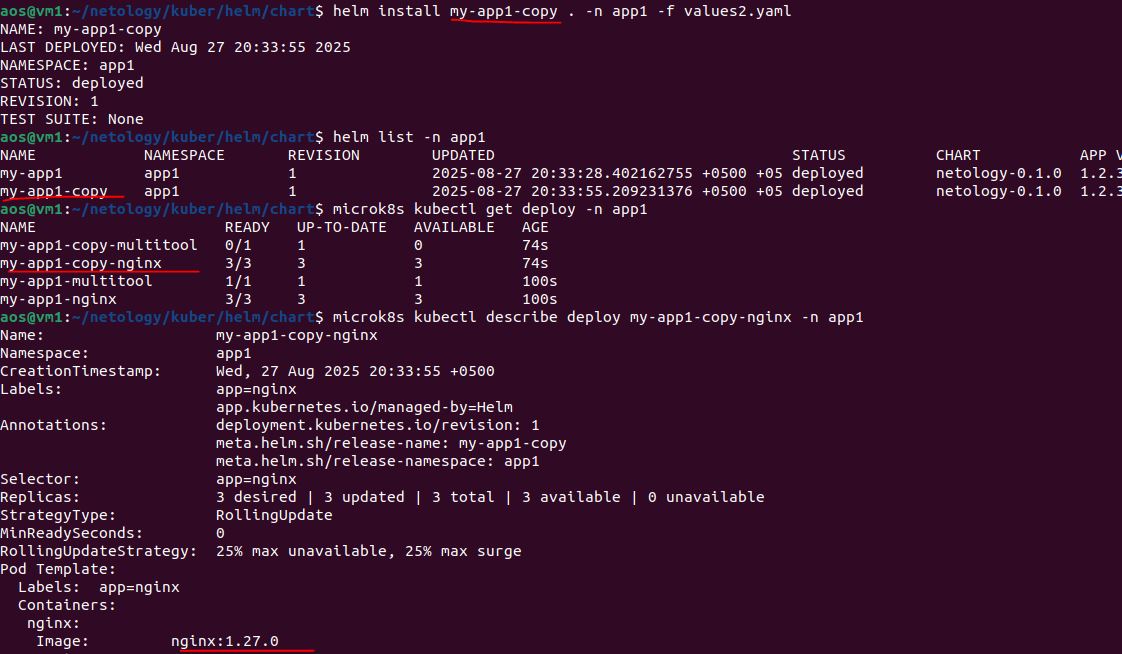 aos@vm1:~/netology/kuber/helm/chart$ helm install my-app1-copy . -n app1 -f values2.yaml
NAME: my-app1-copy
LAST DEPLOYED: Wed Aug 27 20:33:55 2025
NAMESPACE: app1
STATUS: deployed
REVISION: 1
TEST SUITE: None
aos@vm1:~/netology/kuber/helm/chart$ helm list -n app1
NAME NAMESPACE REVISION UPDATED STATUS CHART APP V
my-app1 app1 1 2025-08-27 20:33:28.402162755 +0500 +05 deployed netology-0.1.0 1.2.3
my-app1-copy app1 1 2025-08-27 20:33:55.209231376 +0500 +05 deployed netology-0.1.0 1.2.3
aos@vm1:~/netology/kuber/helm/chart$ microk8s kubectl get deploy -n app1
NAME READY UP-TO-DATE AVAILABLE AGE
my-app1-copy-multitool 0/1 1 0 74s
my-app1-copy-nginx 3/3 3 3 74s
my-app1-multitool 1/1 1 1 100s
my-app1-nginx 3/3 3 3 100s
aos@vm1:~/netology/kuber/helm/chart$ microk8s kubectl describe deploy my-app1-copy-nginx -n app1
Name: my-app1-copy-nginx
Namespace: app1
CreationTimestamp: Wed, 27 Aug 2025 20:33:55 +0500
Labels: app=nginx
app.kubernetes.io/managed-by=Helm
Annotations: deployment.kubernetes.io/revision: 1
meta.helm.sh/release-name: my-app1-copy
meta.helm.sh/release-namespace: app1
Selector: app=nginx
Replicas: 3 desired | 3 updated | 3 total | 3 available | 0 unavailable
StrategyType: RollingUpdate
MinReadySeconds: 0
RollingUpdateStrategy: 25% max unavailable, 25% max surge
Pod Template:
Labels: app=nginx
Containers:
nginx:
Image: nginx:1.27.0